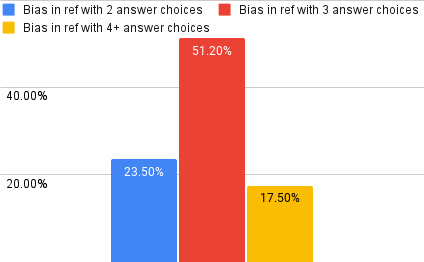 Bias in ref with 2 answer choices
Bias in ref with 3 answer choices
Bias in ref with 4+ answer choices
51.20%
40.00%
23.50%
20.00%
17.50%